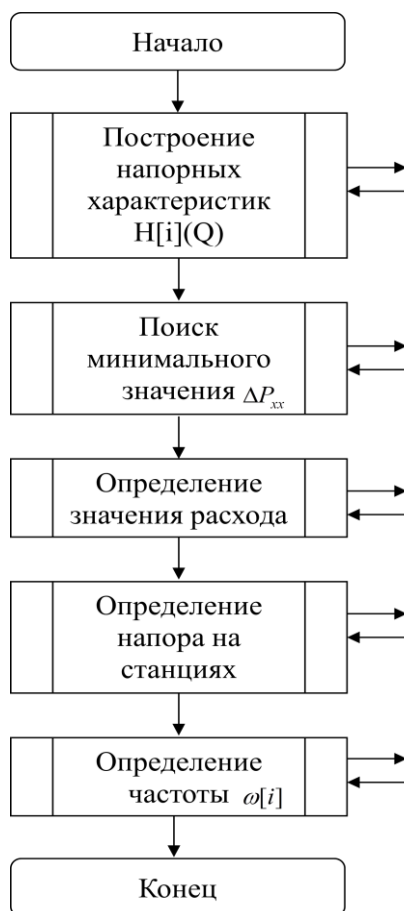 Начало
Построение
напорных
характеристик
H[i](Q)
Поиск
минимального
значения ΔPxx
Определение
значения расхода
Определение
напора на
станциях
Определение
частоты ω[i]
Конец